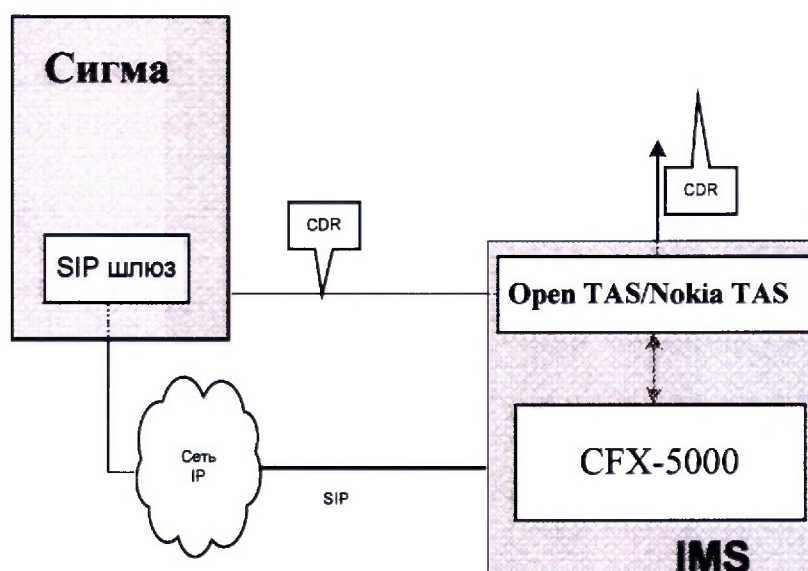 Сигма
SIP шлюз
CDR
CDR
Open TAS/Nokia TAS
CFX-5000
IMS
Сеть
IP
SIP